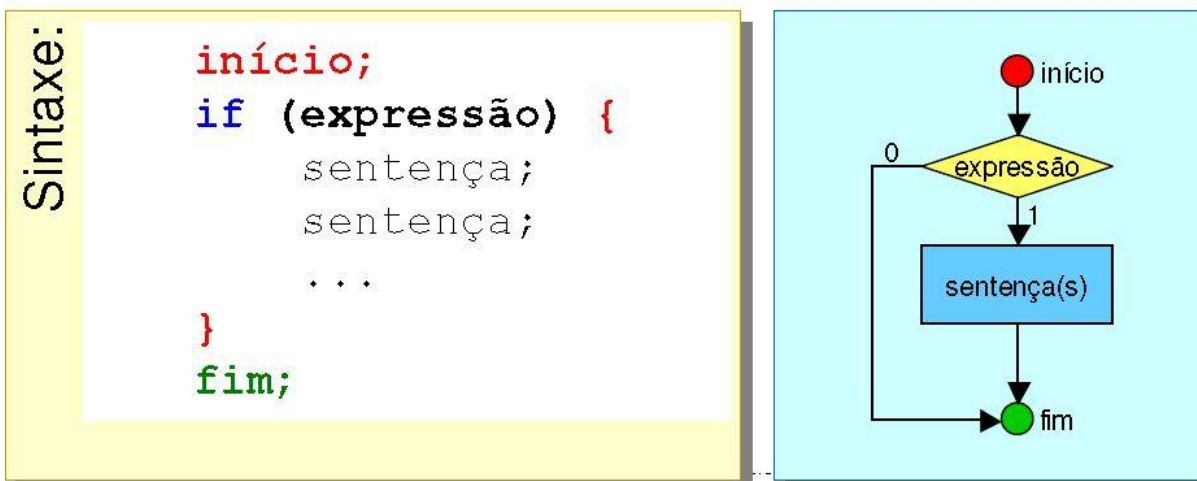 Sintaxe:
início;
if (expressão) {
sentença;
sentença;
...
}
fim;
início
0
expressão
1
sentença(s)
fim